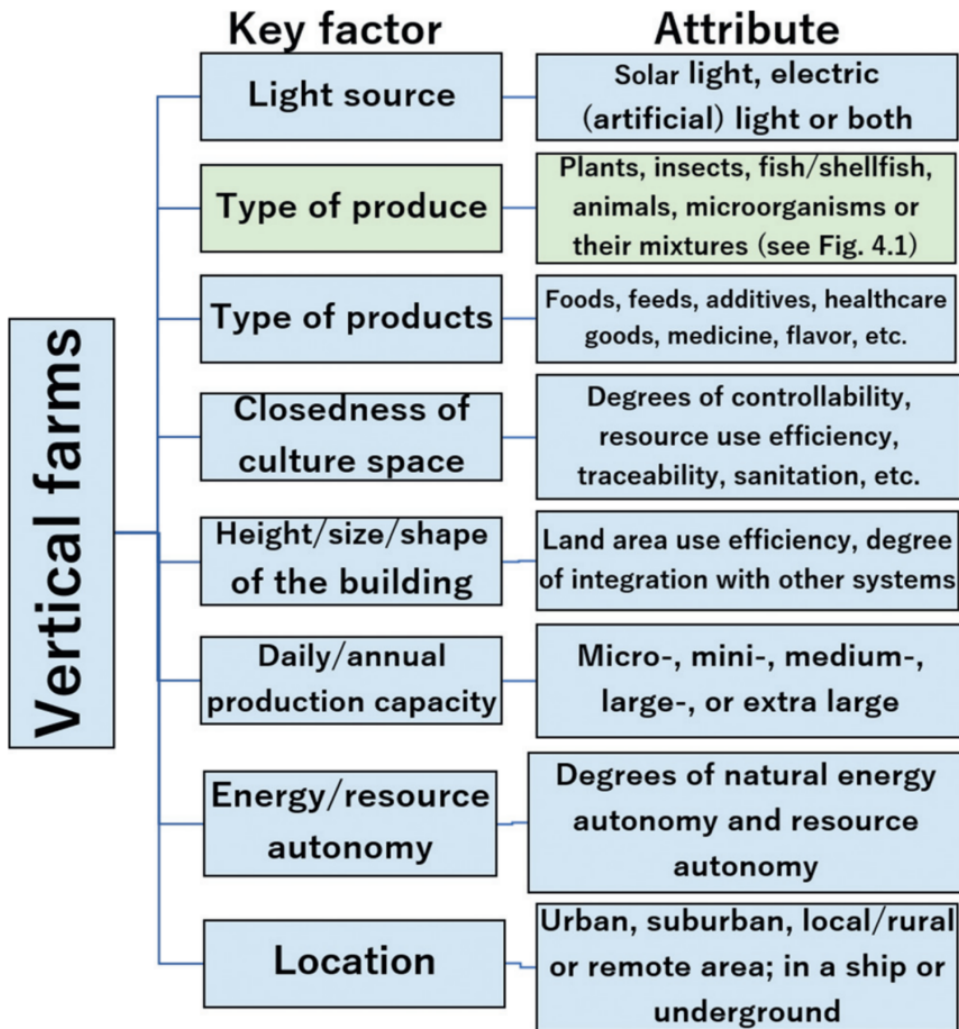 Key factor
Attribute
Vertical farms
Light source
Solar light, electric
(artificial) light or both
Type of produce
Plants, insects, fish/shellfish,
animals, microorganisms or
their mixtures (see Fig. 4.1)
Type of products
Foods, feeds, additives, healthcare
goods, medicine, flavor, etc.
Closedness of
culture space
Degrees of controllability,
resource use efficiency,
traceability, sanitation, etc.
Height/size/shape
of the building
Land area use efficiency, degree
of integration with other systems
Daily/annual
production capacity
Micro-, mini-, medium-,
large-, or extra large
Energy/resource
autonomy
Degrees of natural energy
autonomy and resource
autonomy
Location
Urban, suburban, local/rural
or remote area; in a ship or
underground